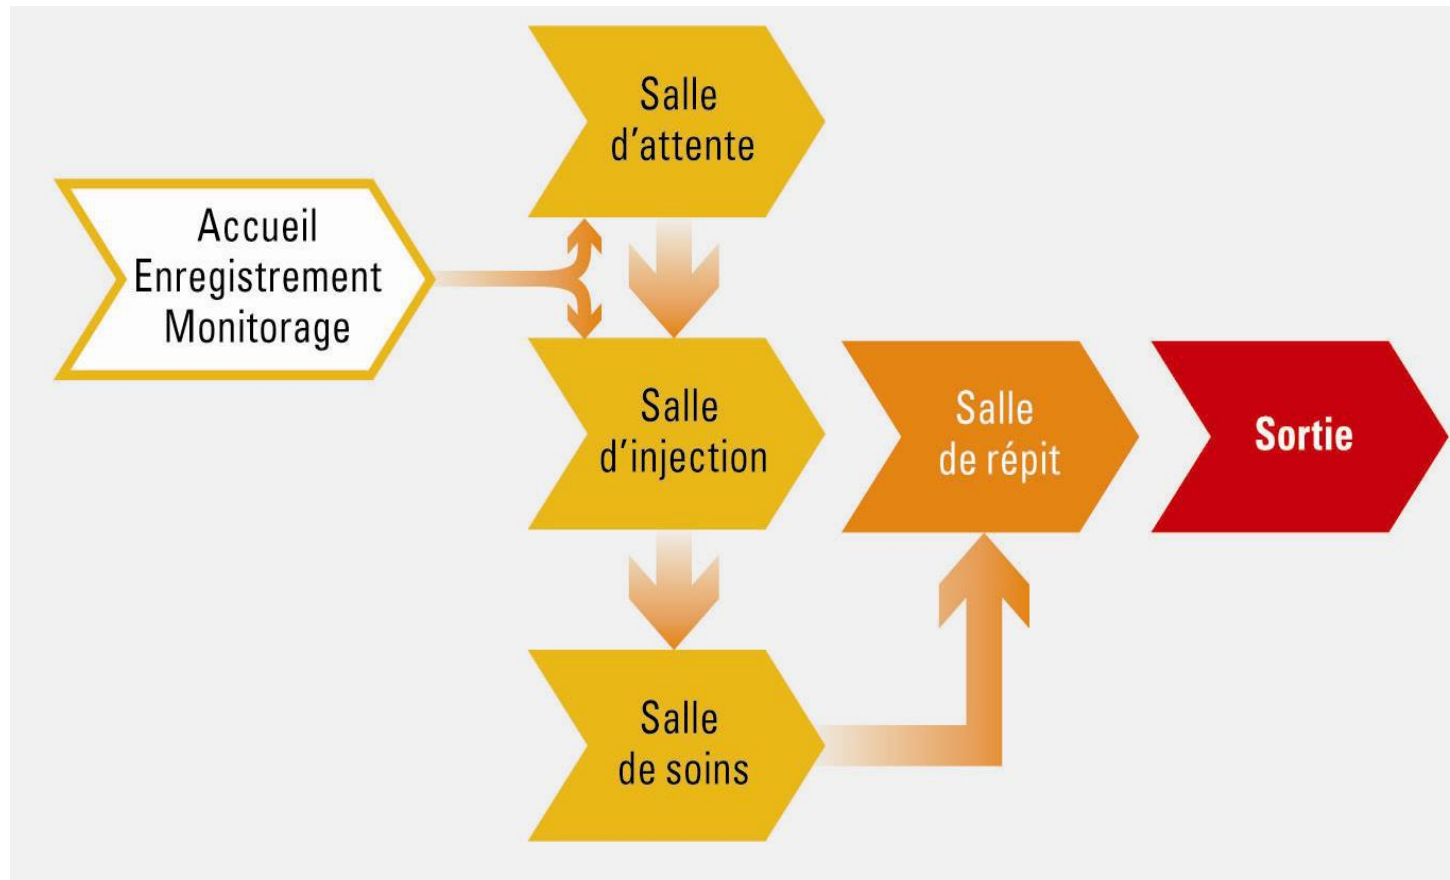 Accueil
Enregistrement
Monitorage
Salle
d'attente
Salle
d'injection
Salle
de soins
Salle
de répit
Sortie